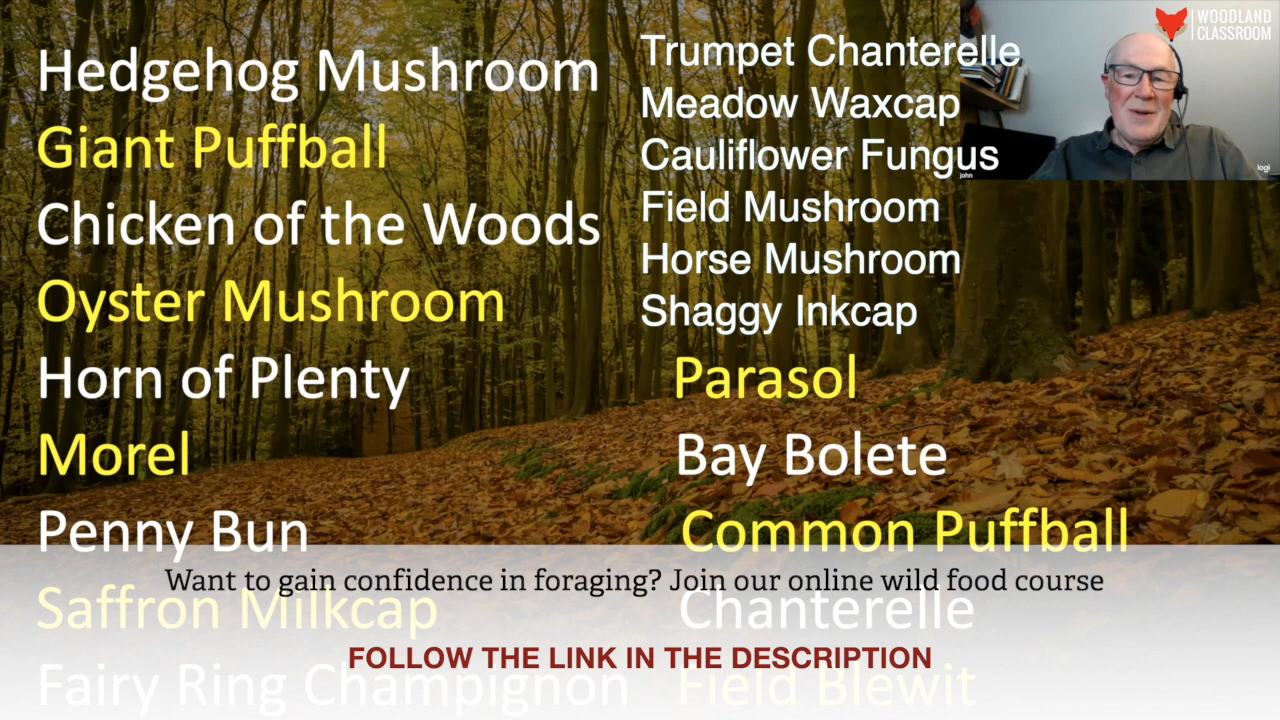 Hedgehog Mushroom
Giant Puffball
Chicken of the Woods
Oyster Mushroom
Horn of Plenty
Morel
Penny Bun
Saffron Milkcap
Fairy Ring Champignon
Trumpet Chanterelle
Meadow Waxcap
Cauliflower Fungus
Field Mushroom
Horse Mushroom
Shaggy Inkcap
Parasol
Bay Bolete
Common Puffball
Chanterelle
Field Blewit
WOODLAND
CLASSROOM
john
logi
Want to gain confidence in foraging? Join our online wild food course
FOLLOW THE LINK IN THE DESCRIPTION